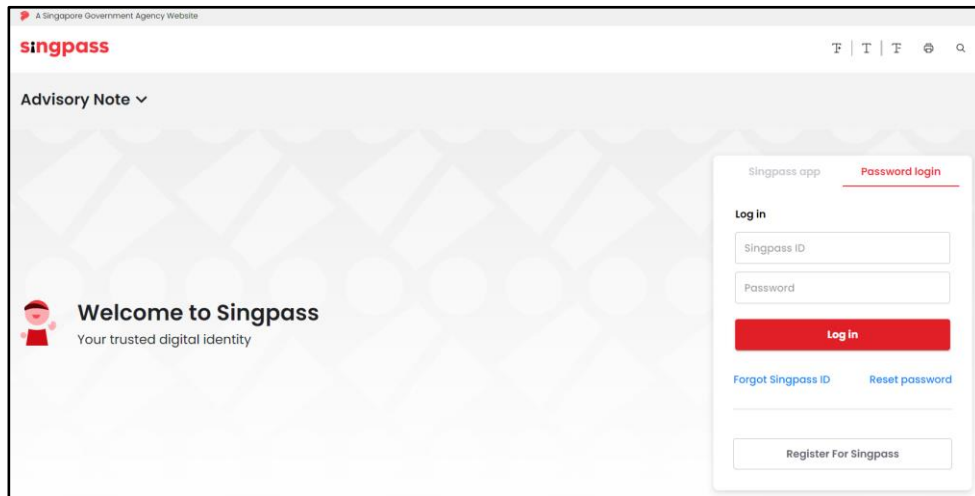 A Singapore Government Agency Website
singpass
Advisory Note
Singpass app Password login
Log in
Singpass ID
Password
Log in
Welcome to Singpass
Your trusted digital identity
Forgot Singpass ID Reset password
Register For Singpass